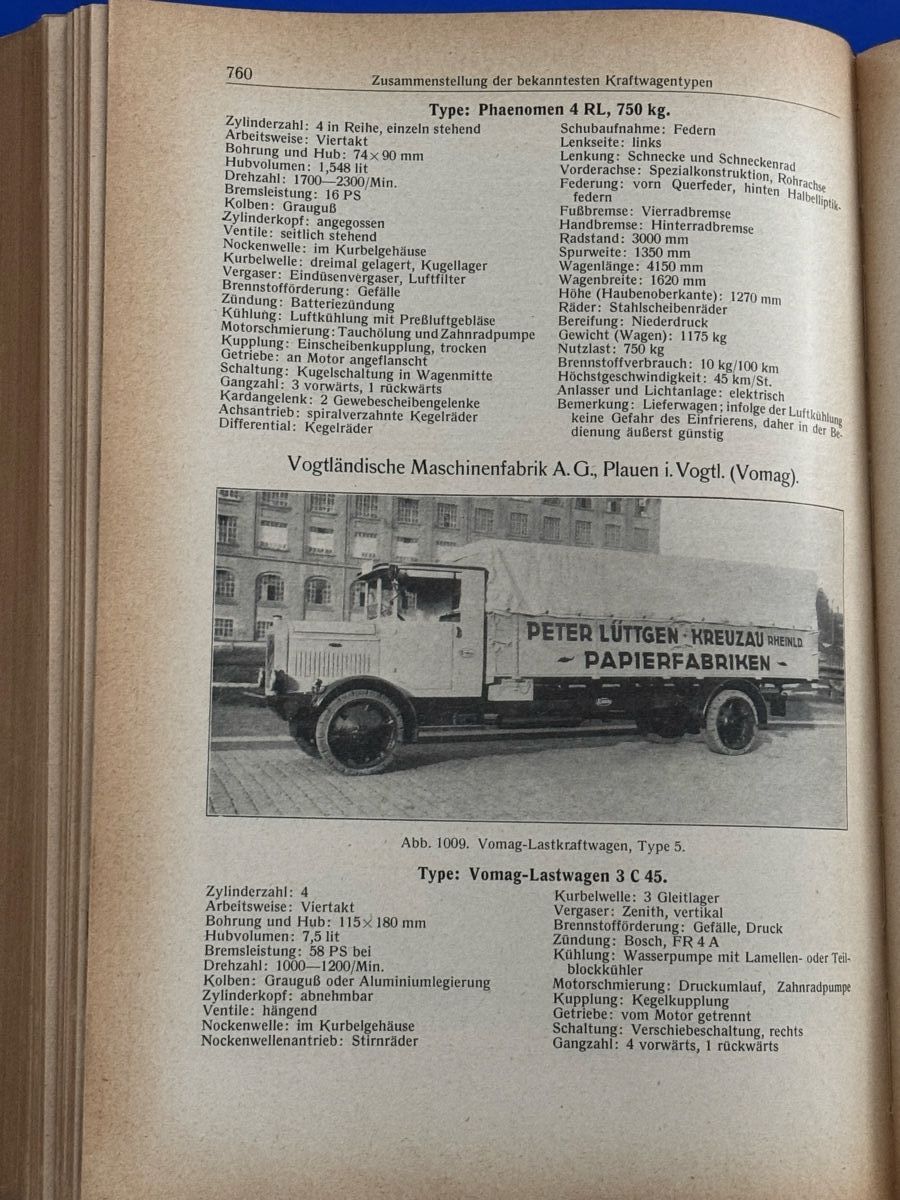 760
Zusammenstellung der bekanntesten Kraftwagentypen
Type: Phaenomen 4 RL, 750 kg.
Zylinderzahl: 4 in Reihe, einzeln stehend
Arbeitsweise: Viertakt
Bohrung und Hub: 74×90 mm
Hubvolumen: 1,548 lit
Drehzahl: 1700—2300/Min.
Bremsleistung: 16 PS
Kolben: Grauguß
Zylinderkopf: angegossen
Ventile: seitlich stehend
Nockenwelle: im Kurbelgehäuse
Kurbelwelle: dreimal gelagert, Kugellager
Vergaser: Eindüsenvergaser, Luftfilter
Brennstofförderung: Gefälle
Zündung: Batteriezündung
Kühlung: Luftkühlung mit Preßluftgebläse
Motorschmierung: Tauchölung und Zahnradpumpe
Kupplung: Einscheibenkupplung, trocken
Getriebe: an Motor angeflanscht
Schaltung: Kugelschaltung in Wagenmitte
Gangzahl: 3 vorwärts, 1 rückwärts
Kardangelenk: 2 Gewebescheibengelenke
Achsantrieb: spiralverzahnte Kegelräder
Differential: Kegelräder
Schubaufnahme: Federn
Lenkseite: links
Lenkung: Schnecke und Schneckenrad
Vorderachse: Spezialkonstruktion, Rohrachse
Federung: vorn Querfeder, hinten Halbelliptik-
federn
Fußbremse: Vierradbremse
Handbremse: Hinterradbremse
Radstand: 3000 mm
Spurweite: 1350 mm
Wagenlänge: 4150 mm
Wagenbreite: 1620 mm
Höhe (Haubenoberkante): 1270 mm
Räder: Stahlscheibenräder
Bereifung: Niederdruck
Gewicht (Wagen): 1175 kg
Nutzlast: 750 kg
Brennstoffverbrauch: 10 kg/100 km
Höchstgeschwindigkeit: 45 km/St.
Anlasser und Lichtanlage: elektrisch
Bemerkung: Lieferwagen; infolge der Luftkühlung
keine Gefahr des Einfrierens, daher in der Be-
dienung äußerst günstig
Vogtländische Maschinenfabrik A. G., Plauen i. Vogtl. (Vomag).
PETER LÜTTGEN · KREUZAU RHEINLD.
- PAPIERFABRIKEN -
Abb. 1009. Vomag-Lastkraftwagen, Type 5.
Type: Vomag-Lastwagen 3 C 45.
Zylinderzahl: 4
Arbeitsweise: Viertakt
Bohrung und Hub: 115×180 mm
Hubvolumen: 7,5 lit
Bremsleistung: 58 PS bei
Drehzahl: 1000—1200/Min.
Kolben: Grauguß oder Aluminiumlegierung
Zylinderkopf: abnehmbar
Ventile: hängend
Nockenwelle: im Kurbelgehäuse
Nockenwellenantrieb: Stirnräder
Kurbelwelle: 3 Gleitlager
Vergaser: Zenith, vertikal
Brennstofförderung: Gefälle, Druck
Zündung: Bosch, FR 4 A
Kühlung: Wasserpumpe mit Lamellen- oder Teil-
blockkühler
Motorschmierung: Druckumlauf, Zahnradpumpe
Kupplung: Kegelkupplung
Getriebe: vom Motor getrennt
Schaltung: Verschiebeschaltung, rechts
Gangzahl: 4 vorwärts, 1 rückwärts